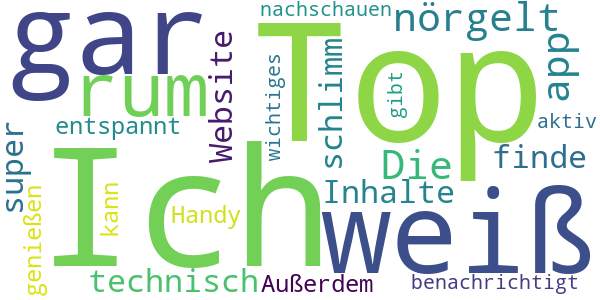 gar
Top
nachschauen
nörgelt
rum
Website
wichtiges
schlimm
gibt
app
aktiv
entspannt
super
Ich
Die
finde
genießen
kann
Handy
Inhalte
weiß
technisch
Außerdem
benachrichtigt